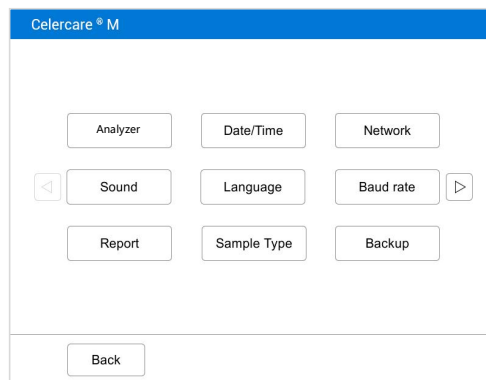 Celercare ® M
Analyzer Date/Time Network
Sound Language Baud rate
Report Sample Type Backup
Back